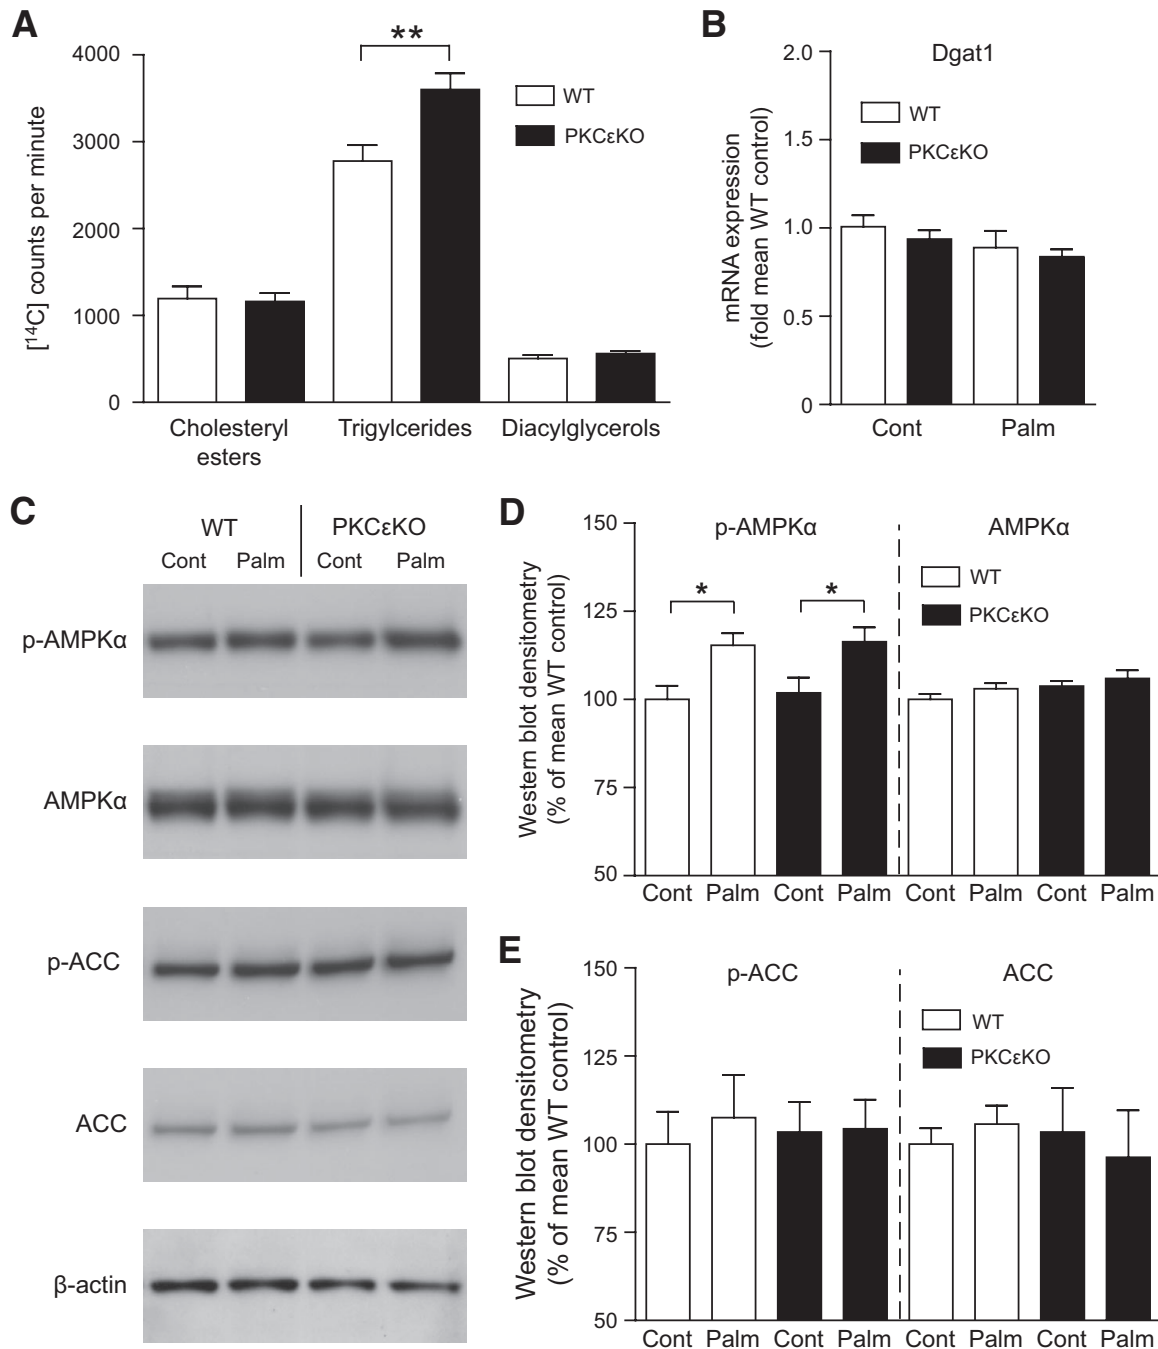 A
4000
3000
2000
1000
0
[14C] counts per minute
**
WT
PKCεKO
Cholesteryl
esters
Trigylcerides
Diacylglycerols
B
Dgat1
2.0
1.5
1.0
0.5
0
mRNA expression
(fold mean WT control)
WT
PKCεKO
Cont
Palm
C
WT
PKCεKO
Cont
Palm
Cont
Palm
p-AMPKα
AMPKα
p-ACC
ACC
β-actin
D
p-AMPKα
AMPKα
150
125
100
75
50
Western blot densitometry
(% of mean WT control)
*
*
WT
PKCεKO
Cont Palm Cont Palm Cont Palm Cont Palm
E
p-ACC
ACC
150
125
100
75
50
Western blot densitometry
(% of mean WT control)
WT
PKCεKO
Cont Palm Cont Palm Cont Palm Cont Palm